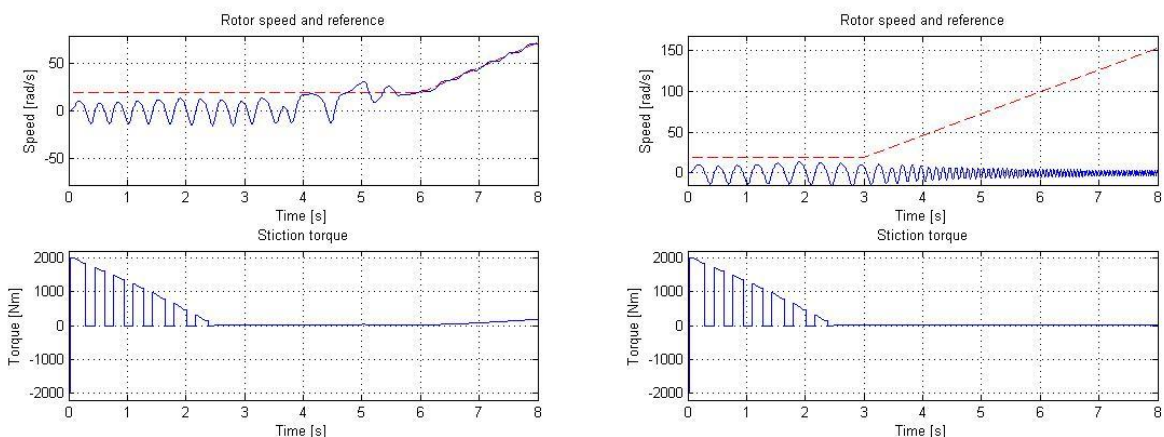 Rotor speed and reference
50
0
-50
Speed [rad/s]
0 1 2 3 4 5 6 7 8
Time [s]
Stiction torque
2000
1000
0
-1000
-2000
Torque [Nm]
0 1 2 3 4 5 6 7 8
Time [s]
Rotor speed and reference
150
100
50
0
Speed [rad/s]
0 1 2 3 4 5 6 7 8
Time [s]
Stiction torque
2000
1000
0
-1000
-2000
Torque [Nm]
0 1 2 3 4 5 6 7 8
Time [s]